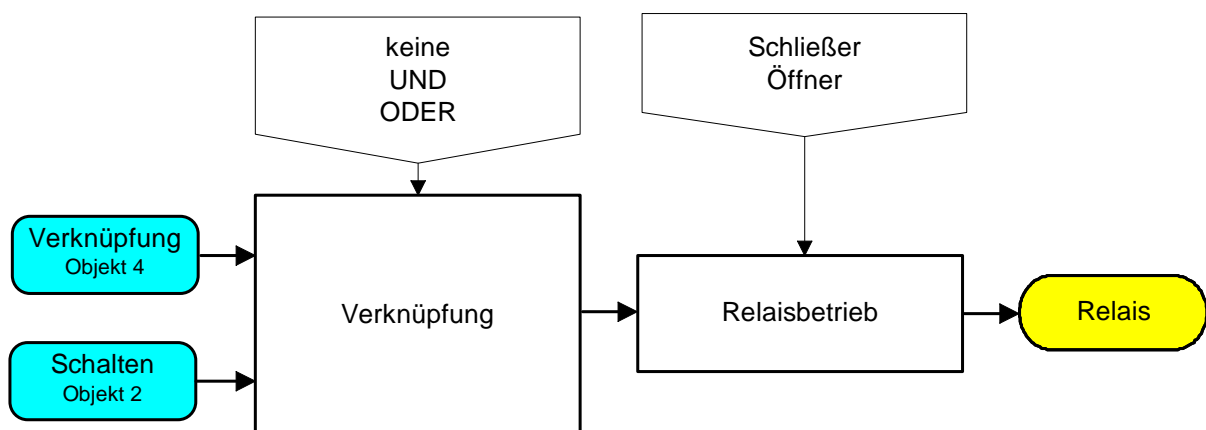 keine
UND
ODER
Schließer
Öffner
Verknüpfung
Objekt 4
Verknüpfung
Relaisbetrieb
Relais
Schalten
Objekt 2